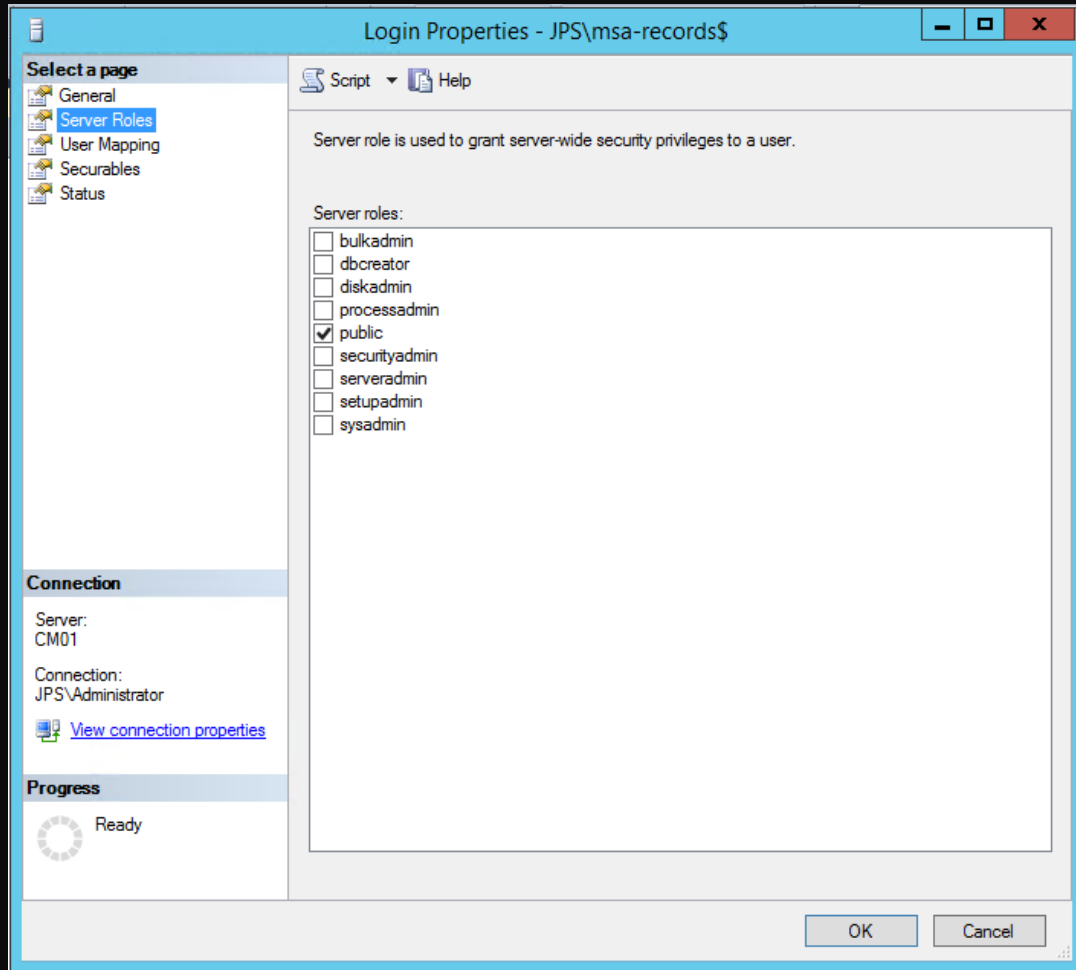 Login Properties - JPS\msa-records$
Select a page
General
Server Roles
User Mapping
Securables
Status
Script
Help
Server role is used to grant server-wide security privileges to a user.
Server roles:
bulkadmin
dbcreator
diskadmin
processadmin
public
securityadmin
serveradmin
setupadmin
sysadmin
Connection
Server:
CM01
Connection:
JPS\Administrator
View connection properties
Progress
Ready
OK
Cancel